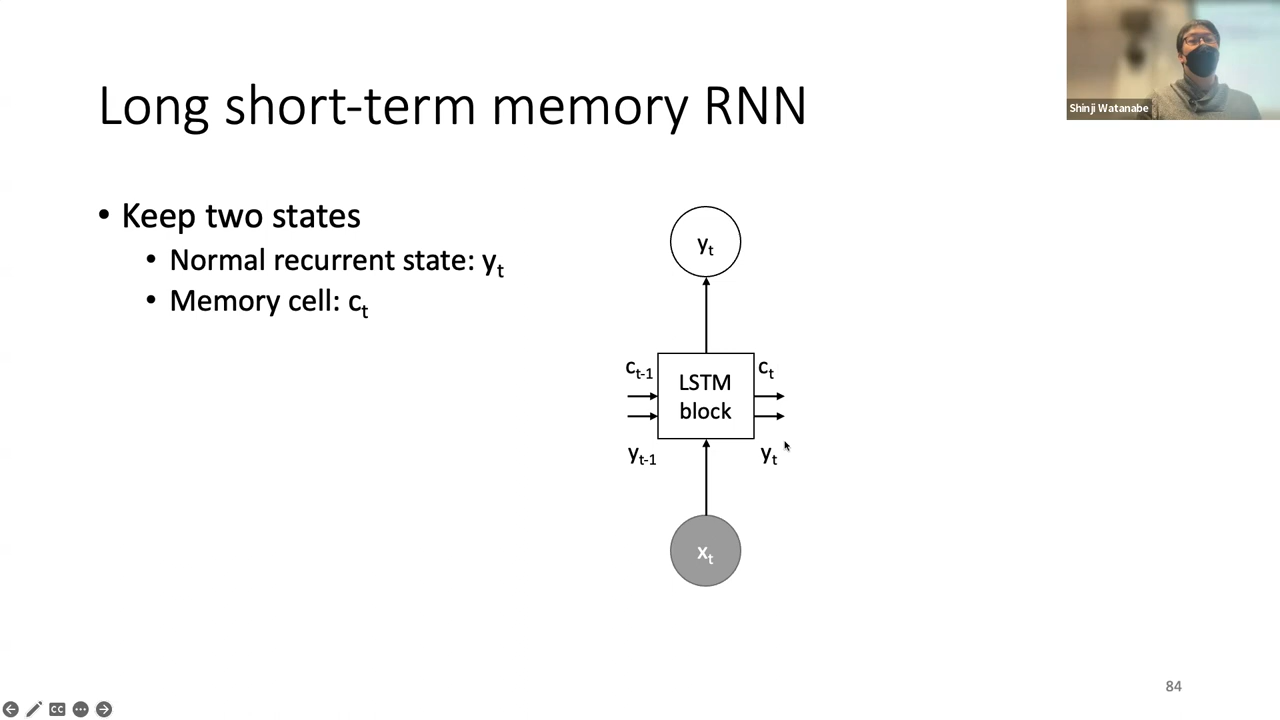 Shinji Watanabe
Long short-term memory RNN
• Keep two states
• Normal recurrent state: yₜ
• Memory cell: cₜ
yₜ
cₜ₋₁
cₜ
LSTM
block
yₜ₋₁
yₜ
xₜ
84
CC